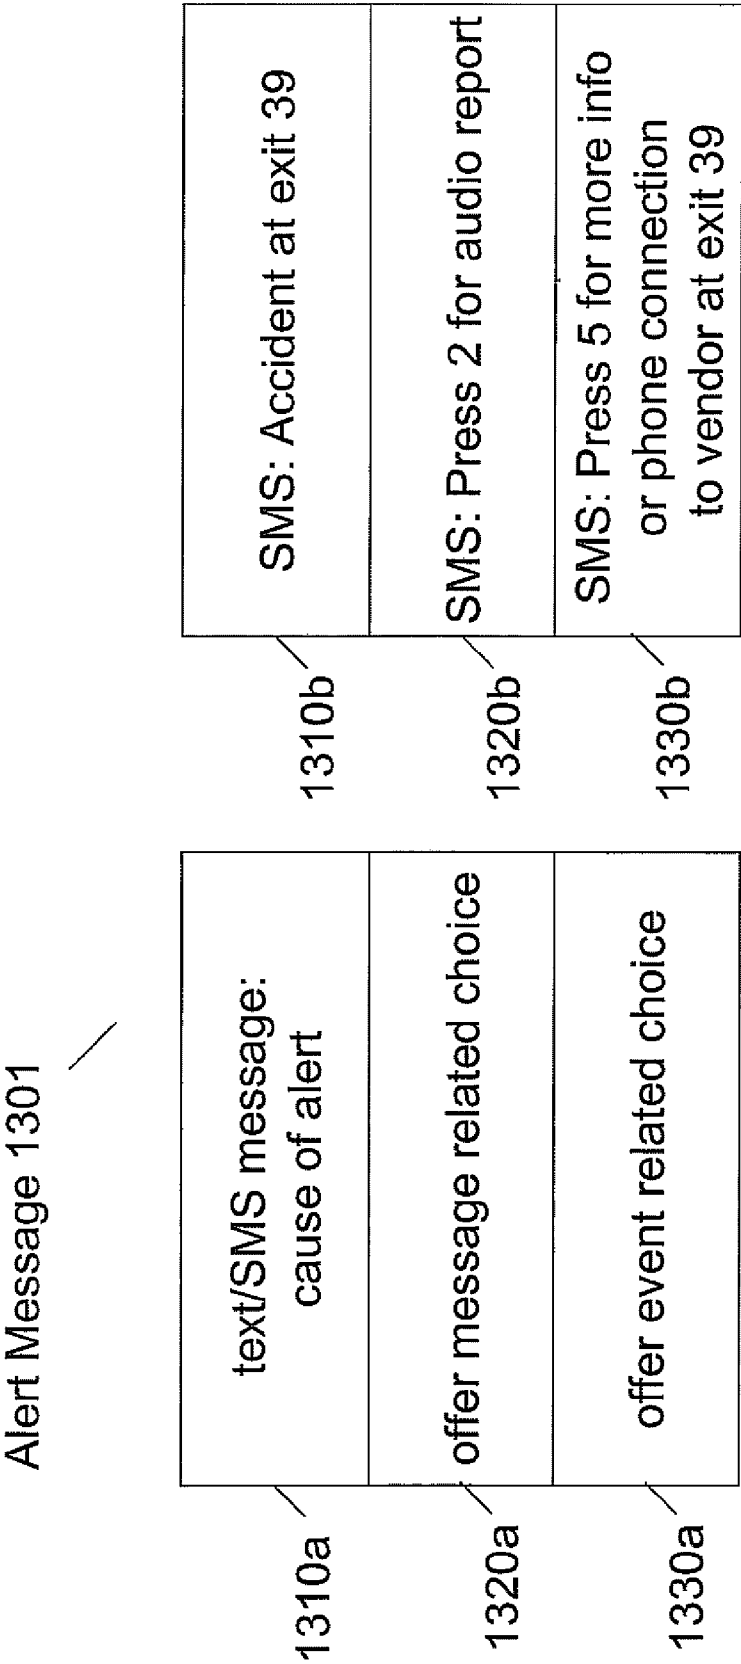 Alert Message 1301
1310a
text/SMS message:
cause of alert
1320a
offer message related choice
1330a
offer event related choice
1310b
SMS: Accident at exit 39
1320b
SMS: Press 2 for audio report
1330b
SMS: Press 5 for more info
or phone connection
to vendor at exit 39